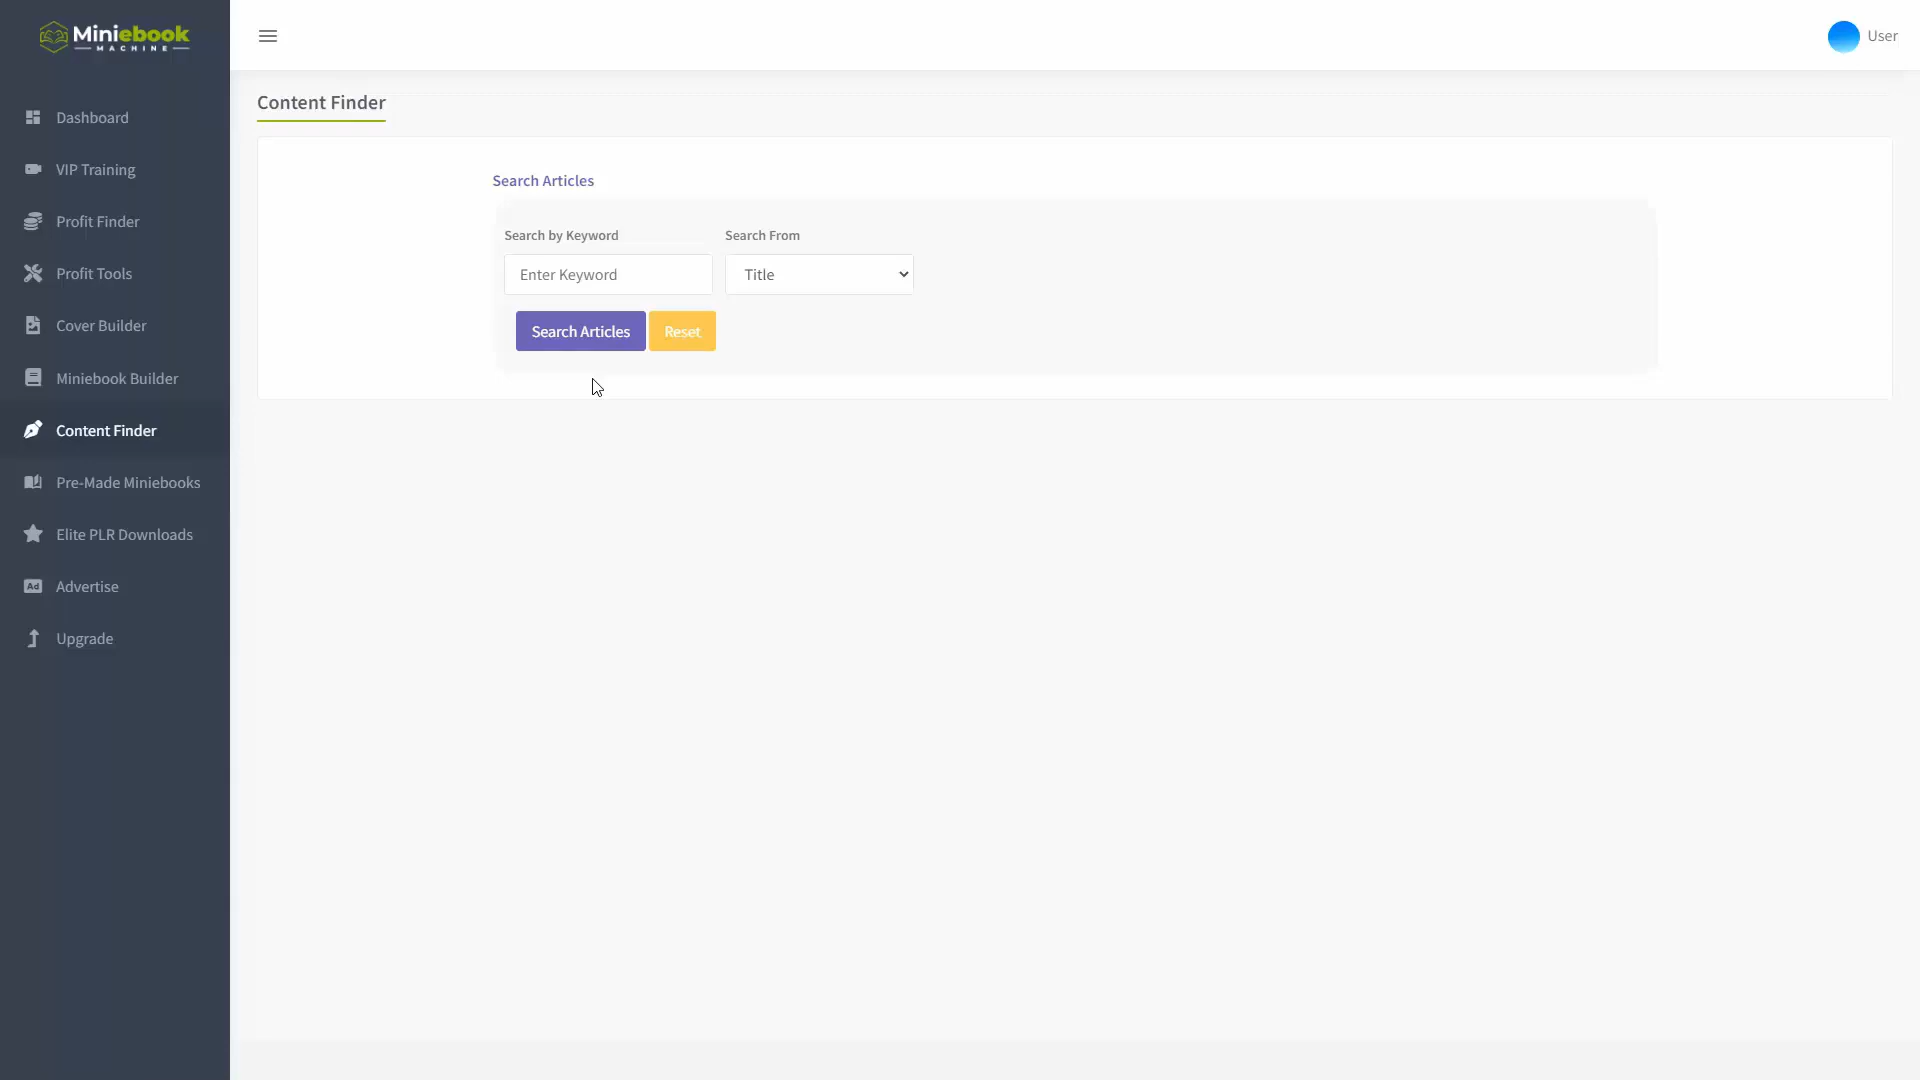 Miniebook
MACHINE
User
Content Finder
Dashboard
VIP Training
Profit Finder
Profit Tools
Cover Builder
Miniebook Builder
Content Finder
Pre-Made Miniebooks
Elite PLR Downloads
Ad
Advertise
Upgrade
Search Articles
Search by Keyword
Search From
Enter Keyword
Title
Search Articles
Reset